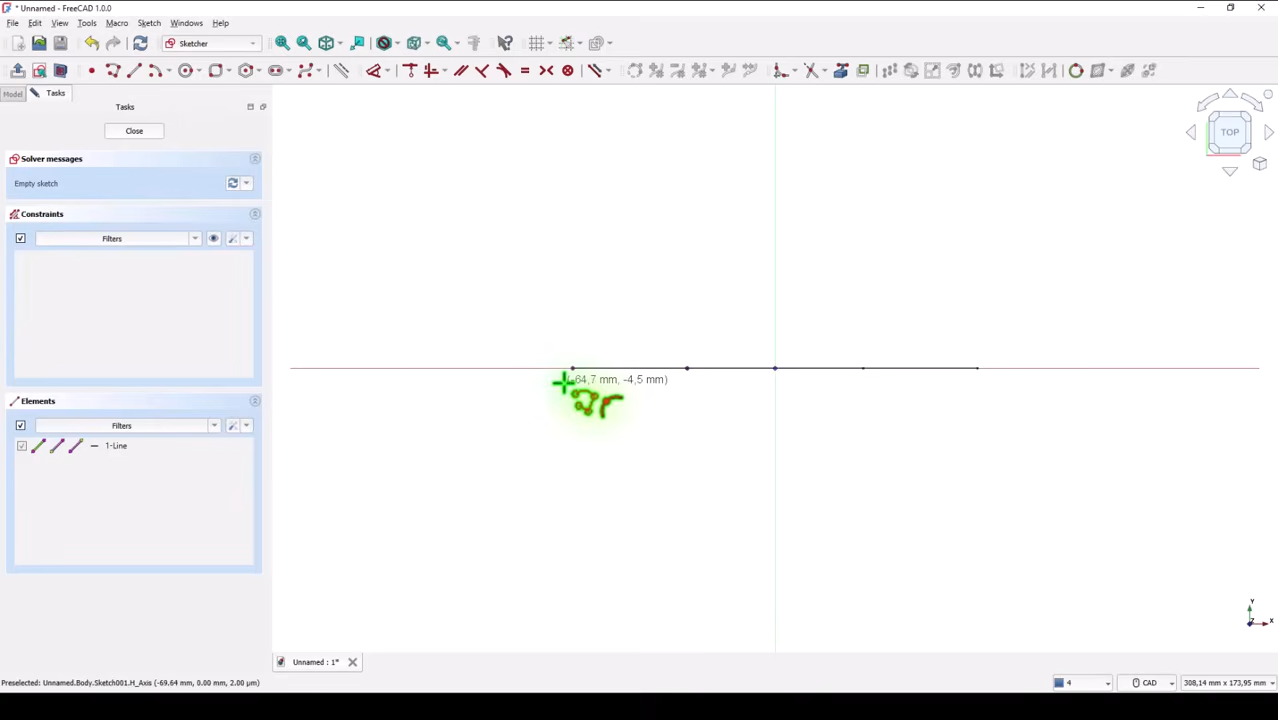 * Unnamed - FreeCAD 1.0.0
File Edit View Tools Macro Sketch Windows Help
Sketcher
Model Tasks
Tasks
Close
TOP
Solver messages
Empty sketch
Constraints
Filters
(-64,7 mm, -4,5 mm)
Elements
Filters
1-Line
Y
Z
X
Unnamed : 1*
Preselected: Unnamed.Body.Sketch001.H_Axis (-69.64 mm, 0.00 mm, 2.00 µm)
4
CAD
308,14 mm x 173,95 mm